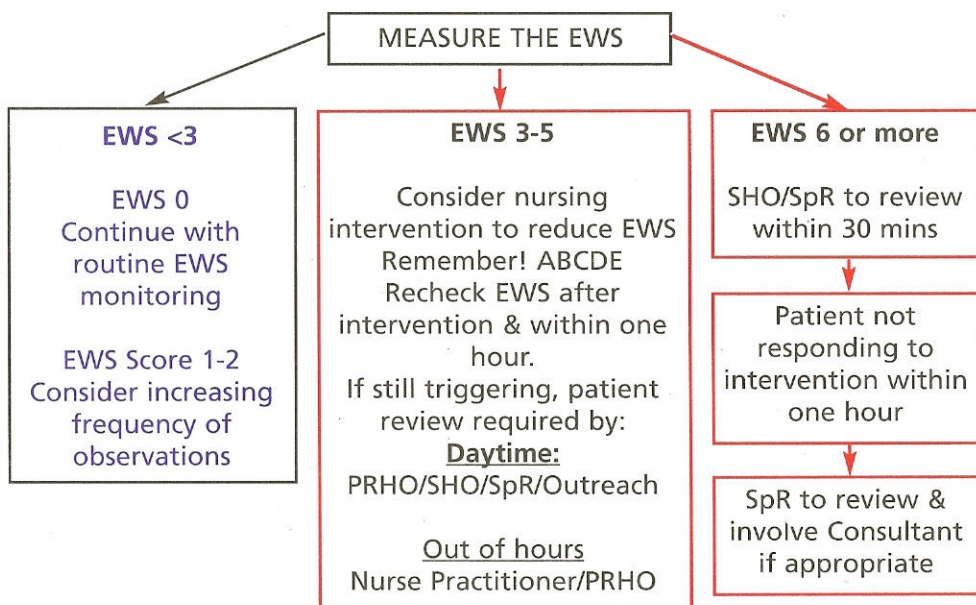 MEASURE THE EWS
EWS <3
EWS 0
Continue with
routine EWS
monitoring
EWS Score 1-2
Consider increasing
frequency of
observations
EWS 3-5
Consider nursing
intervention to reduce EWS
Remember! ABCDE
Recheck EWS after
intervention & within one
hour.
If still triggering, patient
review required by:
Daytime:
PRHO/SHO/SpR/Outreach
Out of hours
Nurse Practitioner/PRHO
EWS 6 or more
SHO/SpR to review
within 30 mins
Patient not
responding to
intervention within
one hour
SpR to review &
involve Consultant
if appropriate